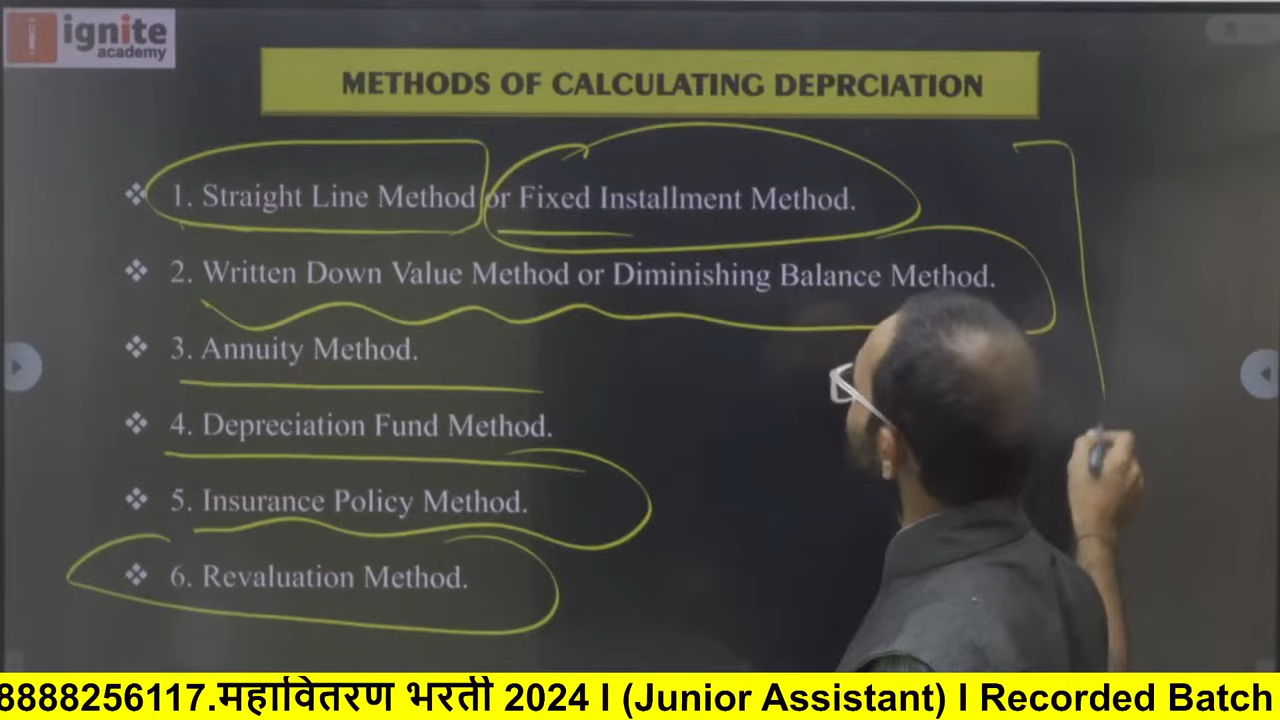 ignite
academy
METHODS OF CALCULATING DEPRCIATION
❖ 1. Straight Line Method or Fixed Installment Method.
❖ 2. Written Down Value Method or Diminishing Balance Method.
❖ 3. Annuity Method.
❖ 4. Depreciation Fund Method.
❖ 5. Insurance Policy Method.
❖ 6. Revaluation Method.
8888256117.महावितरण भरती 2024 I (Junior Assistant) I Recorded Batch